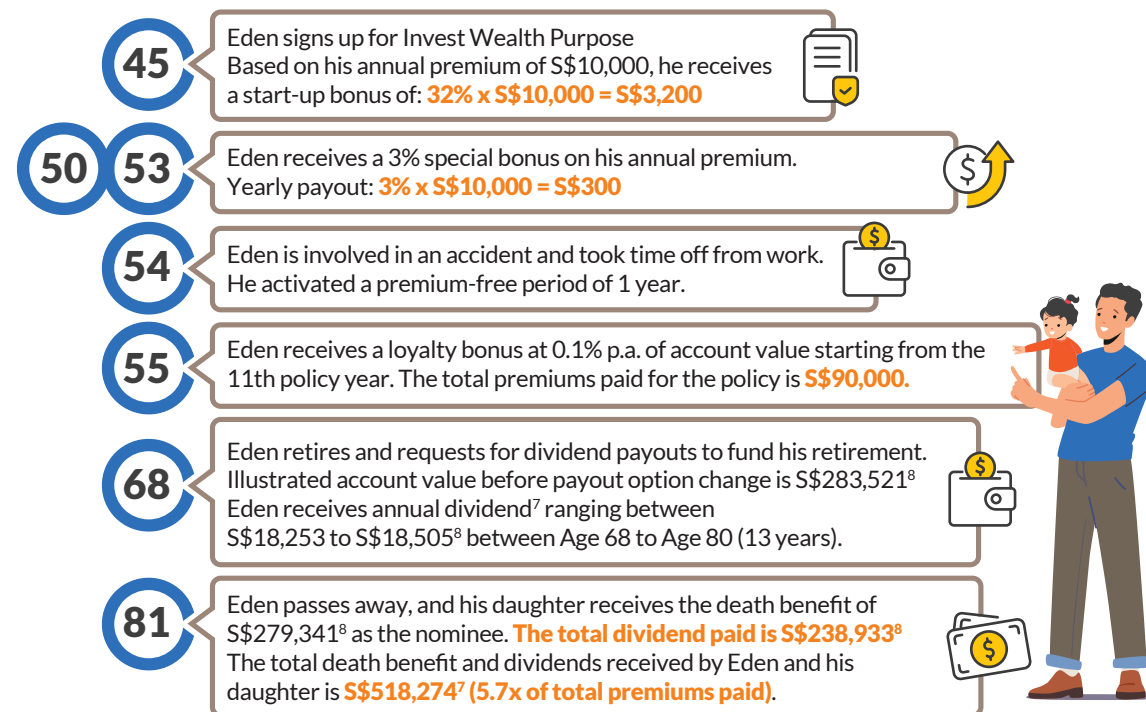 45
Eden signs up for Invest Wealth Purpose
Based on his annual premium of S$10,000, he receives
a start-up bonus of: 32% x S$10,000 = S$3,200
50 53
Eden receives a 3% special bonus on his annual premium.
Yearly payout: 3% x S$10,000 = S$300
$
54
Eden is involved in an accident and took time off from work.
He activated a premium-free period of 1 year.
$
55
Eden receives a loyalty bonus at 0.1% p.a. of account value starting from the
11th policy year. The total premiums paid for the policy is S$90,000.
68
Eden retires and requests for dividend payouts to fund his retirement.
Illustrated account value before payout option change is S$283,521⁸
Eden receives annual dividend⁷ ranging between
S$18,253 to S$18,505⁸ between Age 68 to Age 80 (13 years).
$
81
Eden passes away, and his daughter receives the death benefit of
S$279,341⁸ as the nominee. The total dividend paid is S$238,933⁸
The total death benefit and dividends received by Eden and his
daughter is S$518,274⁷ (5.7x of total premiums paid).
$